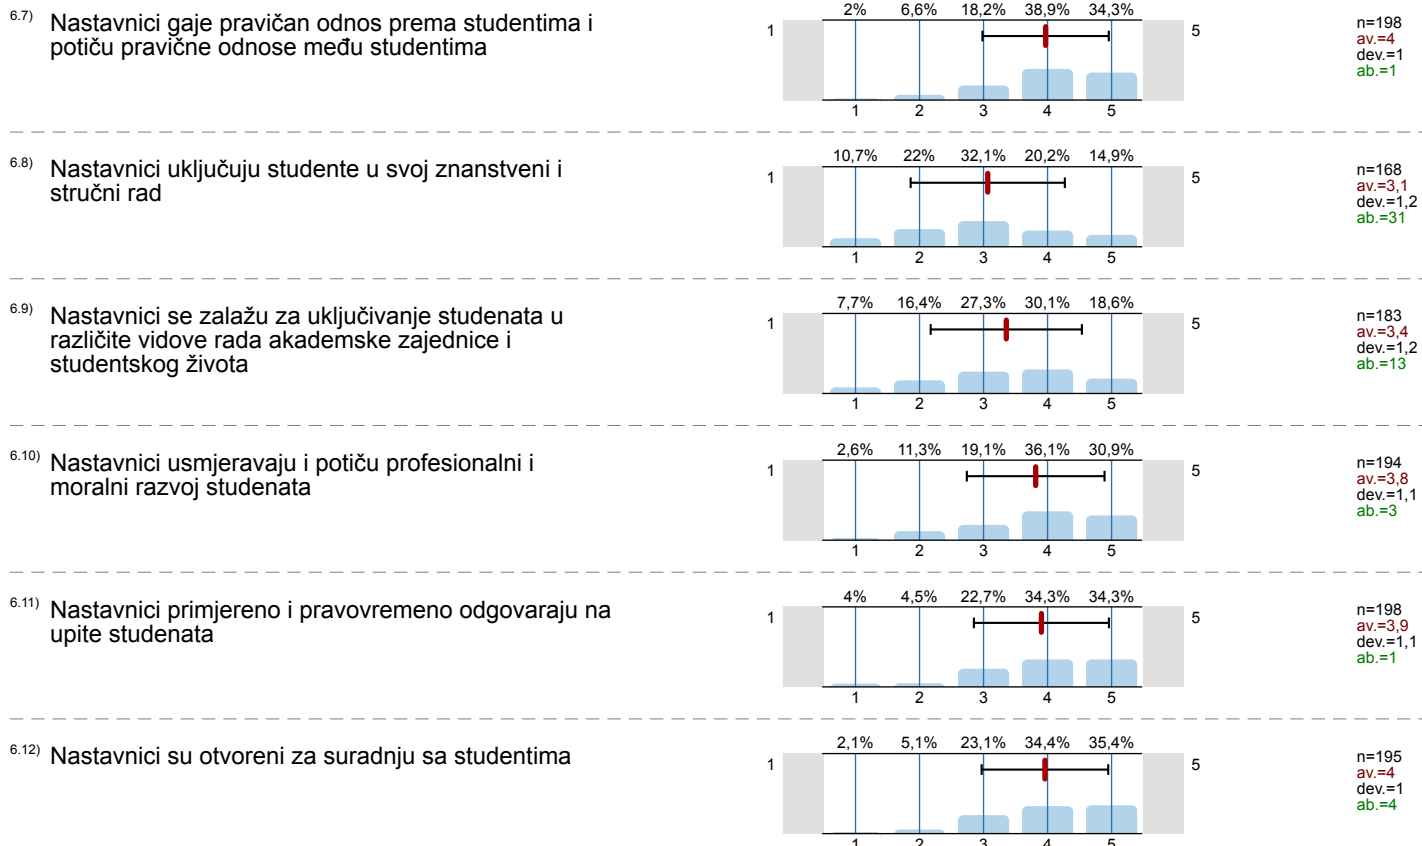 6.7) Nastavnici gaje pravičan odnos prema studentima i
potiču pravične odnose među studentima
2% 6,6% 18,2% 38,9% 34,3%
1 5
1 2 3 4 5
n=198
av.=4
dev.=1
ab.=1
6.8) Nastavnici uključuju studente u svoj znanstveni i
stručni rad
10,7% 22% 32,1% 20,2% 14,9%
1 5
1 2 3 4 5
n=168
av.=3,1
dev.=1,2
ab.=31
6.9) Nastavnici se zalažu za uključivanje studenata u
različite vidove rada akademske zajednice i
studentskog života
7,7% 16,4% 27,3% 30,1% 18,6%
1 5
1 2 3 4 5
n=183
av.=3,4
dev.=1,2
ab.=13
6.10) Nastavnici usmjeravaju i potiču profesionalni i
moralni razvoj studenata
2,6% 11,3% 19,1% 36,1% 30,9%
1 5
1 2 3 4 5
n=194
av.=3,8
dev.=1,1
ab.=3
6.11) Nastavnici primjereno i pravovremeno odgovaraju na
upite studenata
4% 4,5% 22,7% 34,3% 34,3%
1 5
1 2 3 4 5
n=198
av.=3,9
dev.=1,1
ab.=1
6.12) Nastavnici su otvoreni za suradnju sa studentima
2,1% 5,1% 23,1% 34,4% 35,4%
1 5
1 2 3 4 5
n=195
av.=4
dev.=1
ab.=4